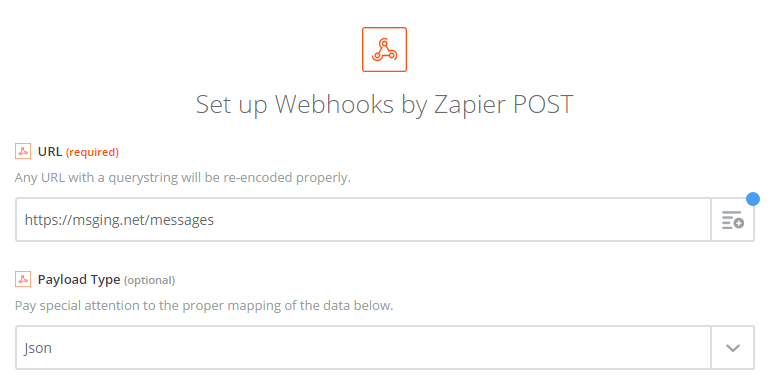 Set up Webhooks by Zapier POST
URL (required)
Any URL with a querystring will be re-encoded properly.
https://msging.net/messages
Payload Type (optional)
Pay special attention to the proper mapping of the data below.
Json